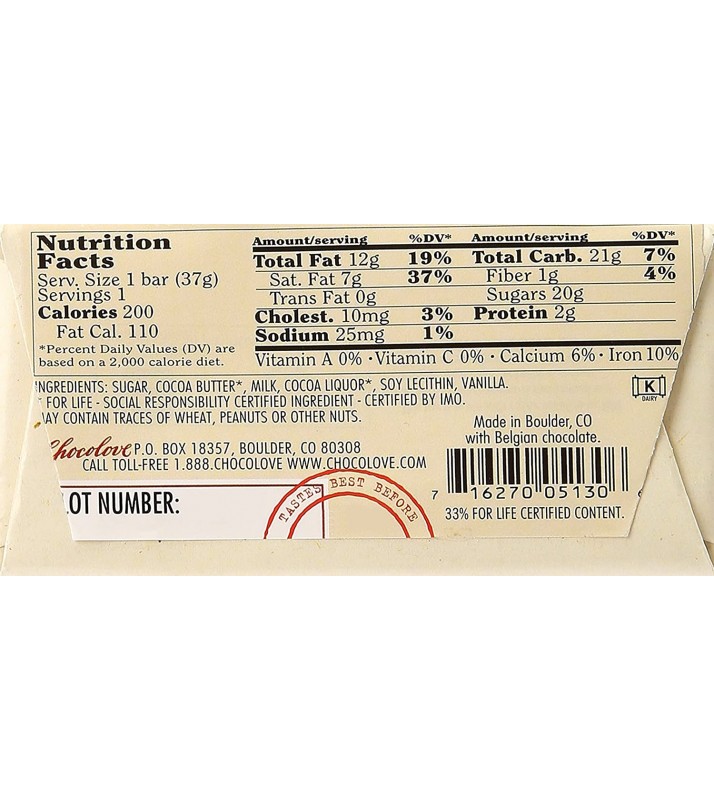 Nutrition
Facts
Serv. Size 1 bar (37g)
Servings 1
Calories 200
Fat Cal. 110
*Percent Daily Values (DV) are
based on a 2,000 calorie diet.
Amount/serving %DV*
Total Fat 12g 19%
Sat. Fat 7g 37%
Trans Fat 0g
Cholest. 10mg 3%
Sodium 25mg 1%
Amount/serving %DV*
Total Carb. 21g 7%
Fiber 1g 4%
Sugars 20g
Protein 2g
Vitamin A 0% · Vitamin C 0% · Calcium 6% · Iron 10%
INGREDIENTS: SUGAR, COCOA BUTTER*, MILK, COCOA LIQUOR*, SOY LECITHIN, VANILLA.
* FOR LIFE - SOCIAL RESPONSIBILITY CERTIFIED INGREDIENT - CERTIFIED BY IMO.
MAY CONTAIN TRACES OF WHEAT, PEANUTS OR OTHER NUTS.
K
DAIRY
Chocolove P.O. BOX 18357, BOULDER, CO 80308
CALL TOLL-FREE 1.888.CHOCOLOVE WWW.CHOCOLOVE.COM
Made in Boulder, CO
with Belgian chocolate.
7 16270 05130
33% FOR LIFE CERTIFIED CONTENT.
LOT NUMBER:
TASTES BEST BEFORE